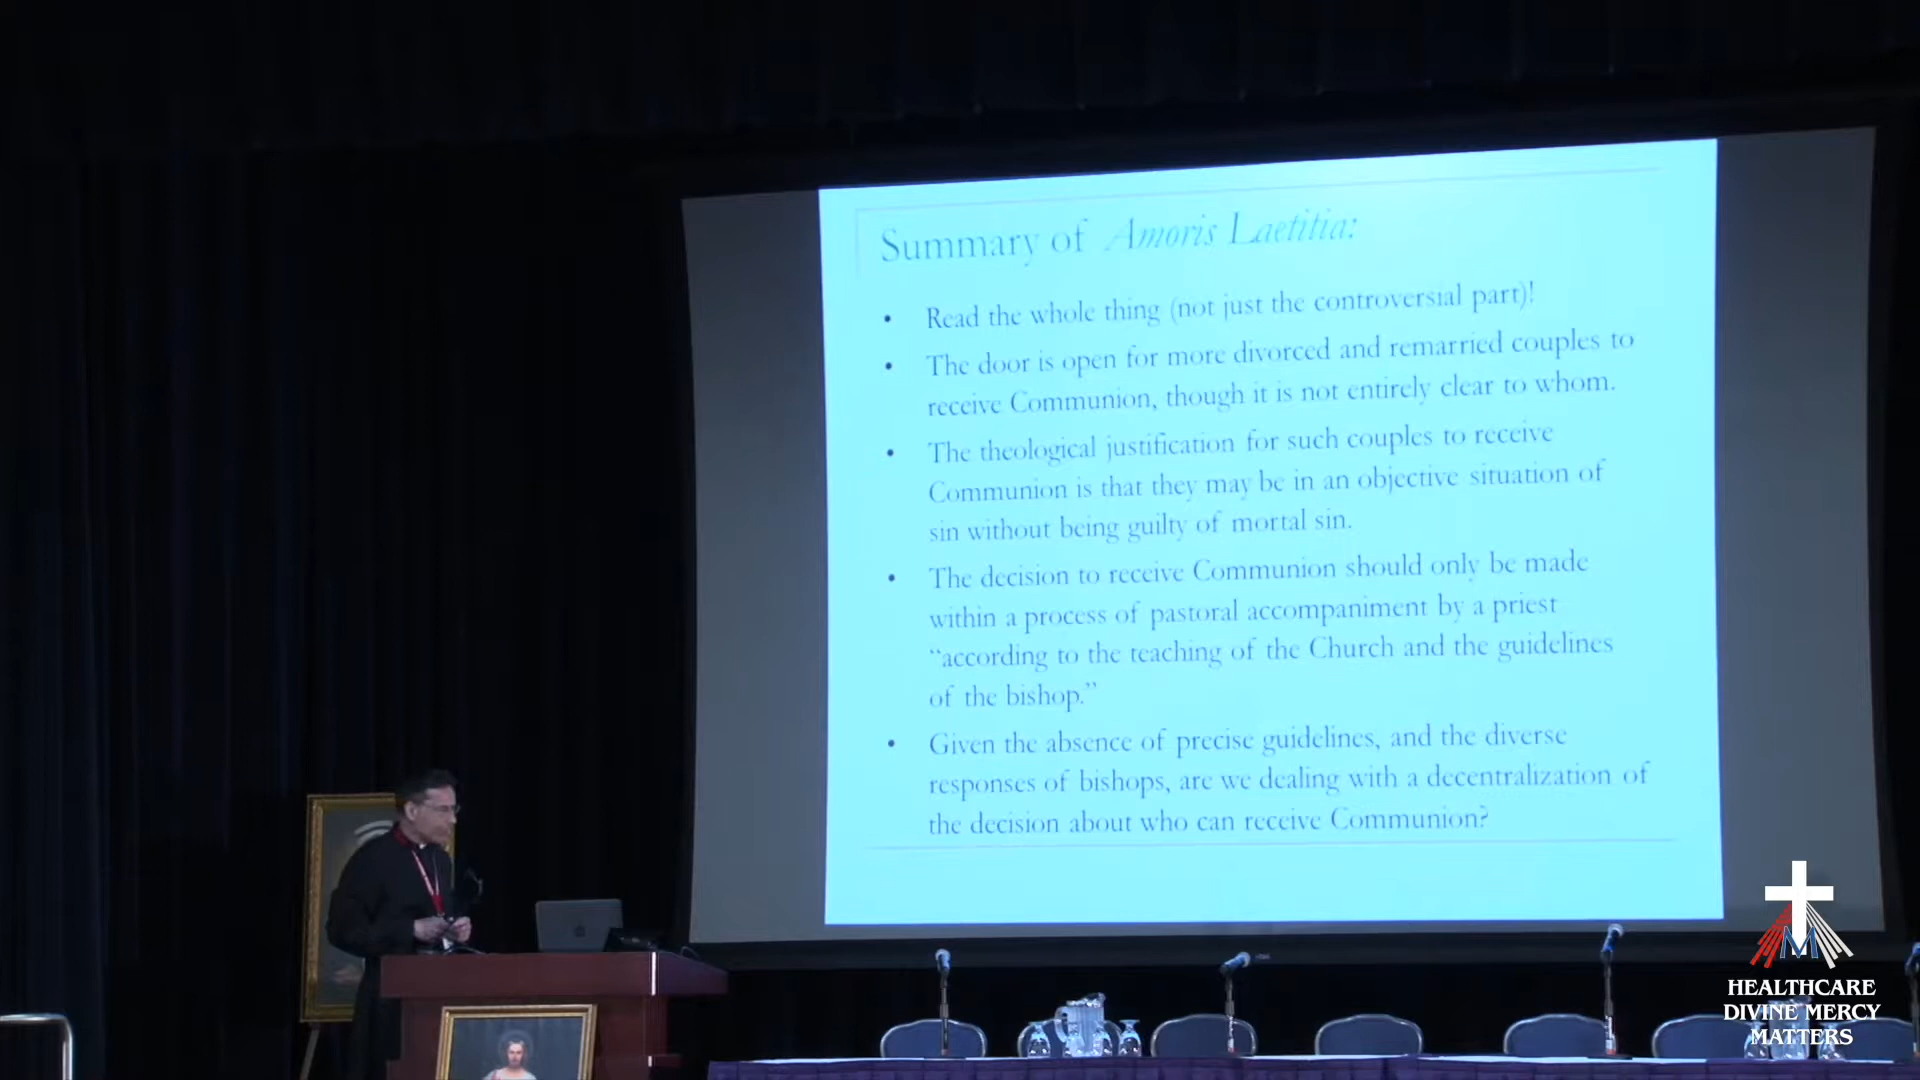 Summary of Amoris Laetitia:
• Read the whole thing (not just the controversial part)!
• The door is open for more divorced and remarried couples to
receive Communion, though it is not entirely clear to whom.
• The theological justification for such couples to receive
Communion is that they may be in an objective situation of
sin without being guilty of mortal sin.
• The decision to receive Communion should only be made
within a process of pastoral accompaniment by a priest
“according to the teaching of the Church and the guidelines
of the bishop.”
• Given the absence of precise guidelines, and the diverse
responses of bishops, are we dealing with a decentralization of
the decision about who can receive Communion?
M
HEALTHCARE
DIVINE MERCY
MATTERS